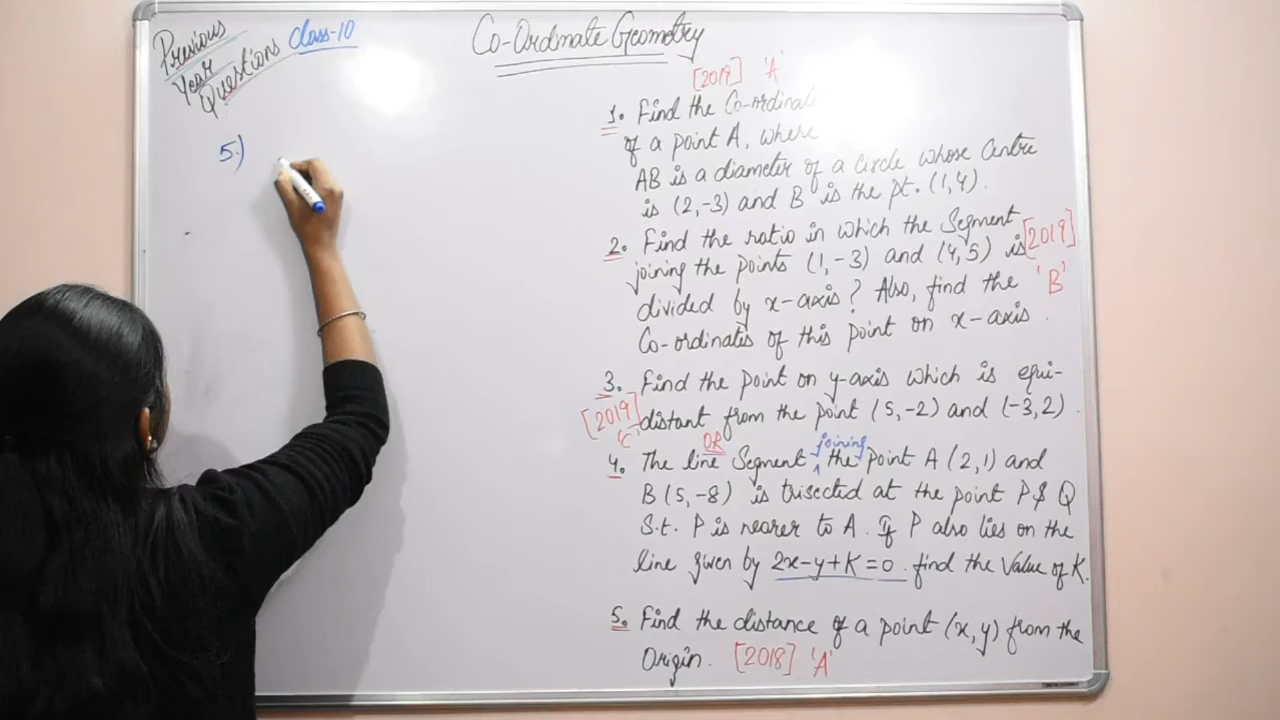 Previous
Year
Questions
Class-10
Co-Ordinate Geometry
5.)
[2019] 'A'
1. Find the Co-ordinat
of a point A, where
AB is a diameter of a Circle whose Centre
is (2,-3) and B is the pt. (1,4).
2. Find the ratio in which the Segment [2019]
joining the points (1,-3) and (4,5) is
divided by x-axis? Also, find the 'B'
Co-ordinates of this point on x-axis.
3. Find the point on y-axis which is equi-
[2019] distant from the point (5,-2) and (-3,2).
'C'
OR
joining
4. The line Segment the point A (2,1) and
B (5,-8) is trisected at the point P & Q
S.t. P is nearer to A. If P also lies on the
line given by 2x-y+K=0. find the Value of K.
5. Find the distance of a point (x,y) from the
Origin. [2018] 'A'